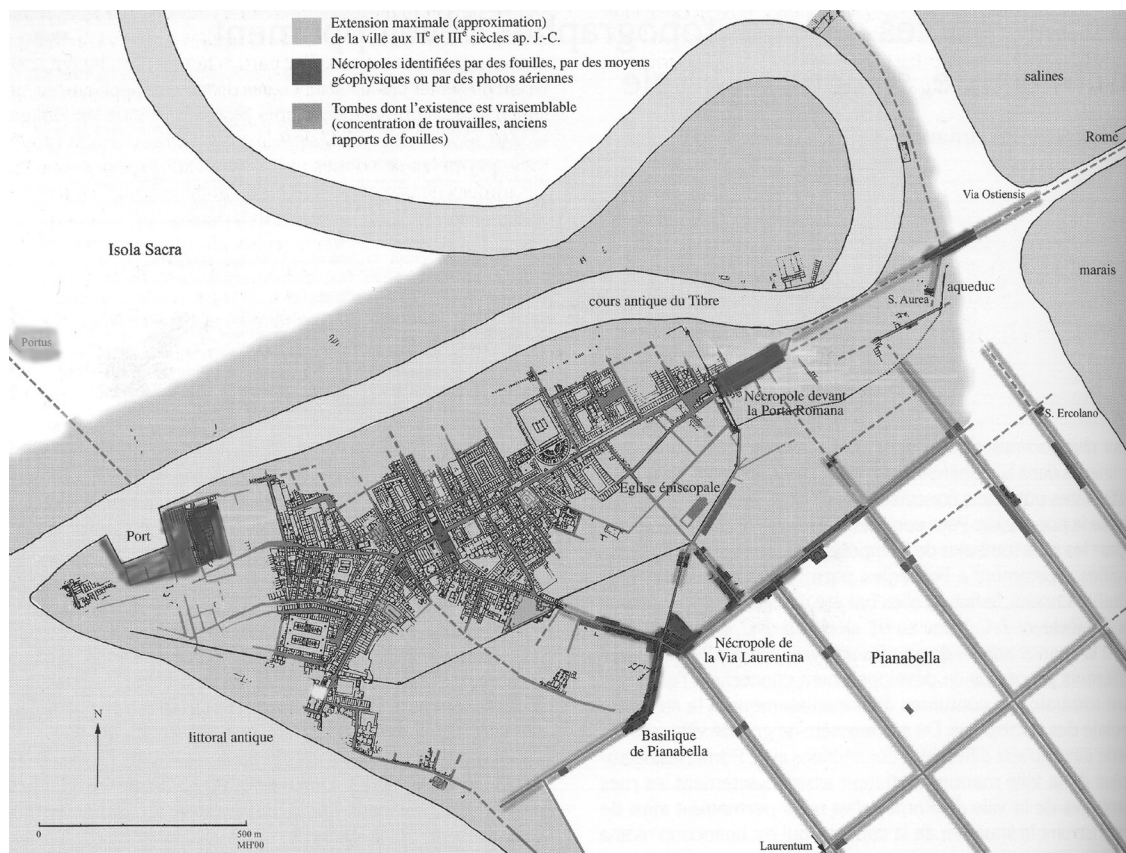 Extension maximale (approximation)
de la ville aux IIe et IIIe siècles ap. J.-C.
Nécropoles identifiées par des fouilles, par des moyens
géophysiques ou par des photos aériennes
Tombes dont l'existence est vraisemblable
(concentration de trouvailles, anciens
rapports de fouilles)
salines
Rome
Via Ostiensis
Isola Sacra
marais
aqueduc
S. Aurea
cours antique du Tibre
Portus
Nécropole devant
la Porta Romana
S. Ercolano
Eglise épiscopale
Port
Nécropole de
la Via Laurentina
Pianabella
N
littoral antique
Basilique
de Pianabella
0
500 m
MH'00
Laurentum